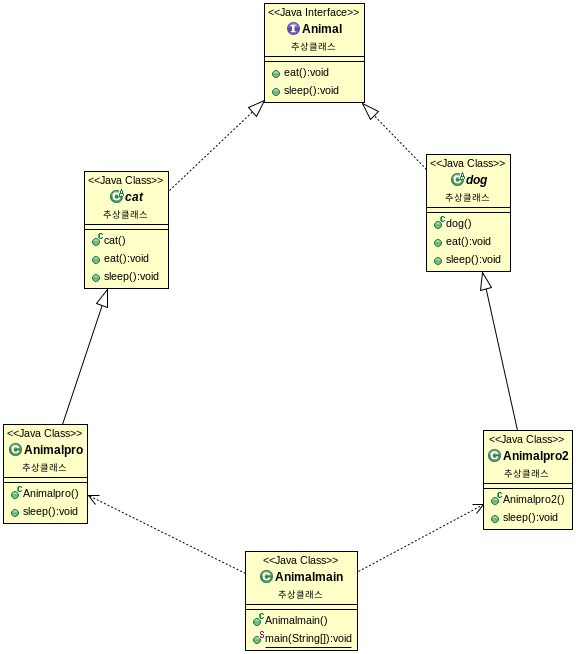 <<Java Interface>>
Animal
추상클래스
eat():void
sleep():void
<<Java Class>>
cat
추상클래스
cat()
eat():void
sleep():void
<<Java Class>>
dog
추상클래스
dog()
eat():void
sleep():void
<<Java Class>>
Animalpro
추상클래스
Animalpro()
sleep():void
<<Java Class>>
Animalpro2
추상클래스
Animalpro2()
sleep():void
<<Java Class>>
Animalmain
추상클래스
Animalmain()
main(String[]):void